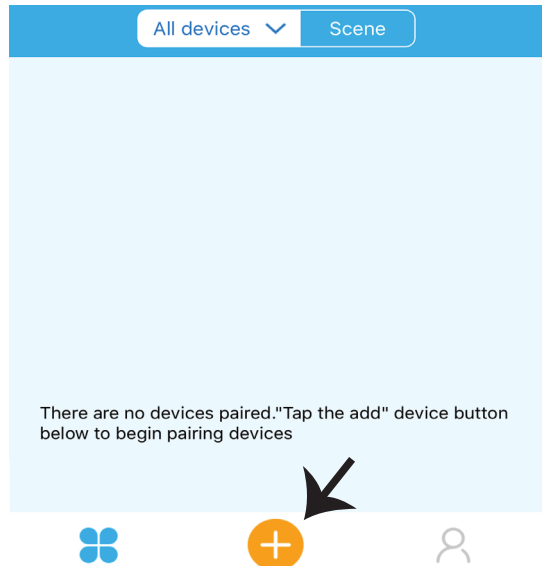 All devices Scene
There are no devices paired."Tap the add" device button
below to begin pairing devices